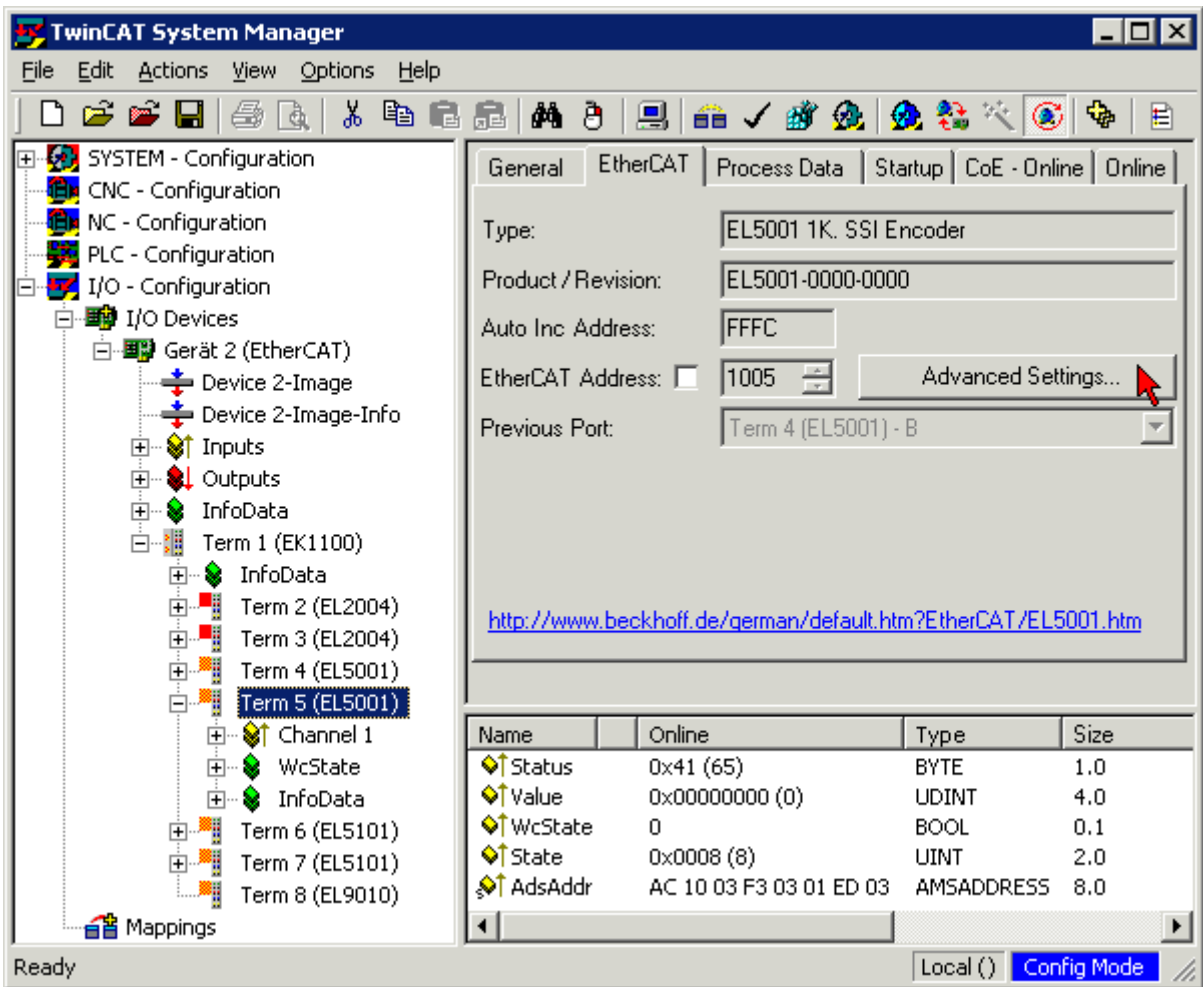 TwinCAT System Manager
File Edit Actions View Options Help
SYSTEM - Configuration
CNC - Configuration
NC - Configuration
PLC - Configuration
I/O - Configuration
I/O Devices
Gerät 2 (EtherCAT)
Device 2-Image
Device 2-Image-Info
Inputs
Outputs
InfoData
Term 1 (EK1100)
InfoData
Term 2 (EL2004)
Term 3 (EL2004)
Term 4 (EL5001)
Term 5 (EL5001)
Channel 1
WcState
InfoData
Term 6 (EL5101)
Term 7 (EL5101)
Term 8 (EL9010)
Mappings
General EtherCAT Process Data Startup CoE - Online Online
Type: EL5001 1K. SSI Encoder
Product / Revision: EL5001-0000-0000
Auto Inc Address: FFFC
EtherCAT Address: 1005 Advanced Settings...
Previous Port: Term 4 (EL5001) - B
http://www.beckhoff.de/german/default.htm?EtherCAT/EL5001.htm
Name Online Type Size
Status 0x41 (65) BYTE 1.0
Value 0x00000000 (0) UDINT 4.0
WcState 0 BOOL 0.1
State 0x0008 (8) UINT 2.0
AdsAddr AC 10 03 F3 03 01 ED 03 AMSADDRESS 8.0
Ready Local () Config Mode